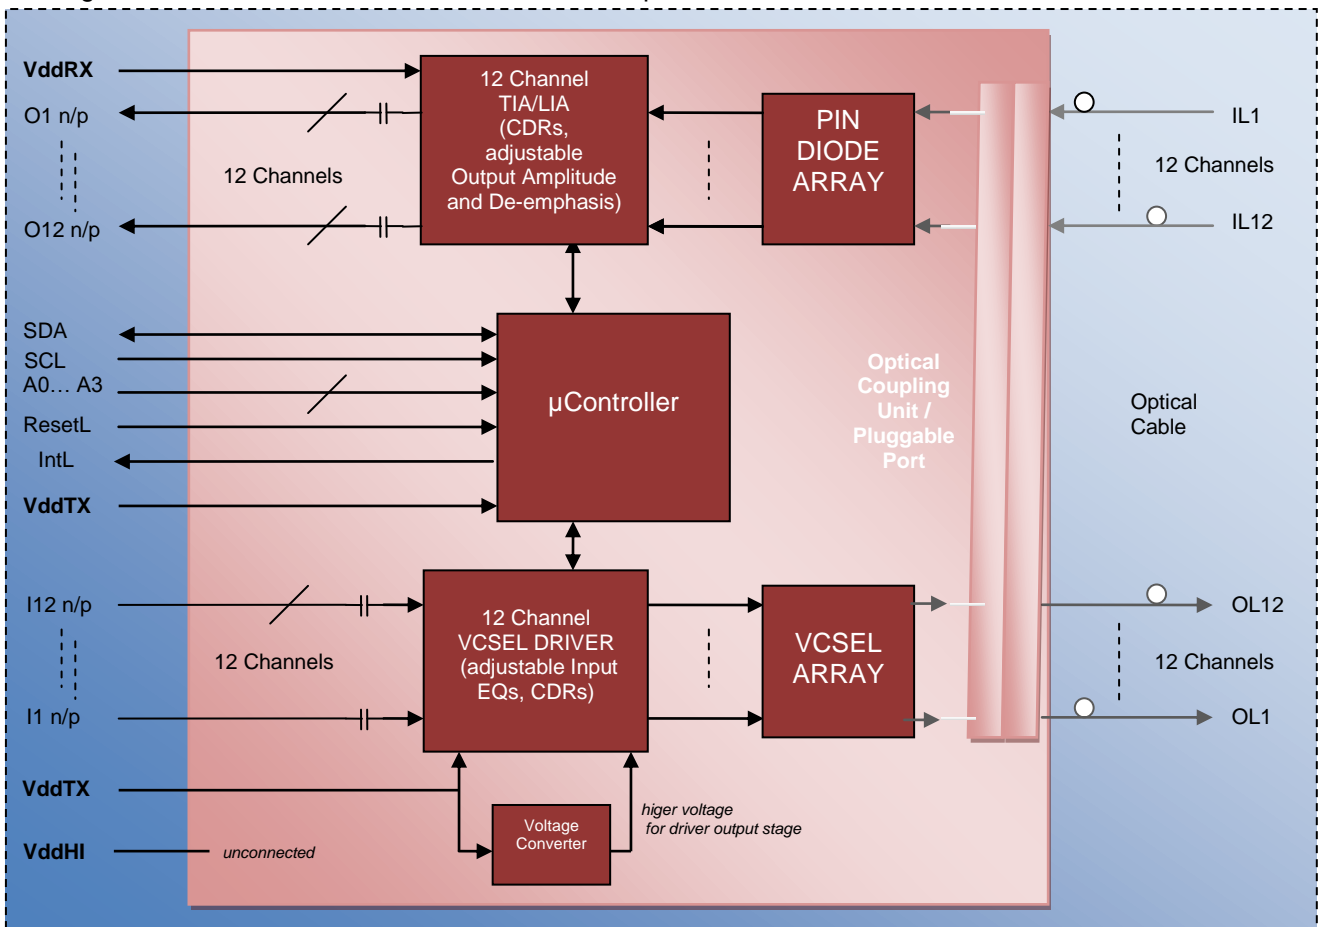 VddRX
O1 n/p
12 Channels
O12 n/p
12 Channel
TIA/LIA
(CDRs,
adjustable
Output Amplitude
and De-emphasis)
PIN
DIODE
ARRAY
IL1
12 Channels
IL12
SDA
SCL
A0... A3
ResetL
IntL
VddTX
µController
Optical
Coupling
Unit /
Pluggable
Port
Optical
Cable
I12 n/p
12 Channels
I1 n/p
12 Channel
VCSEL DRIVER
(adjustable Input
EQs, CDRs)
VCSEL
ARRAY
OL12
12 Channels
OL1
VddTX
VddHI
unconnected
Voltage
Converter
higer voltage
for driver output stage